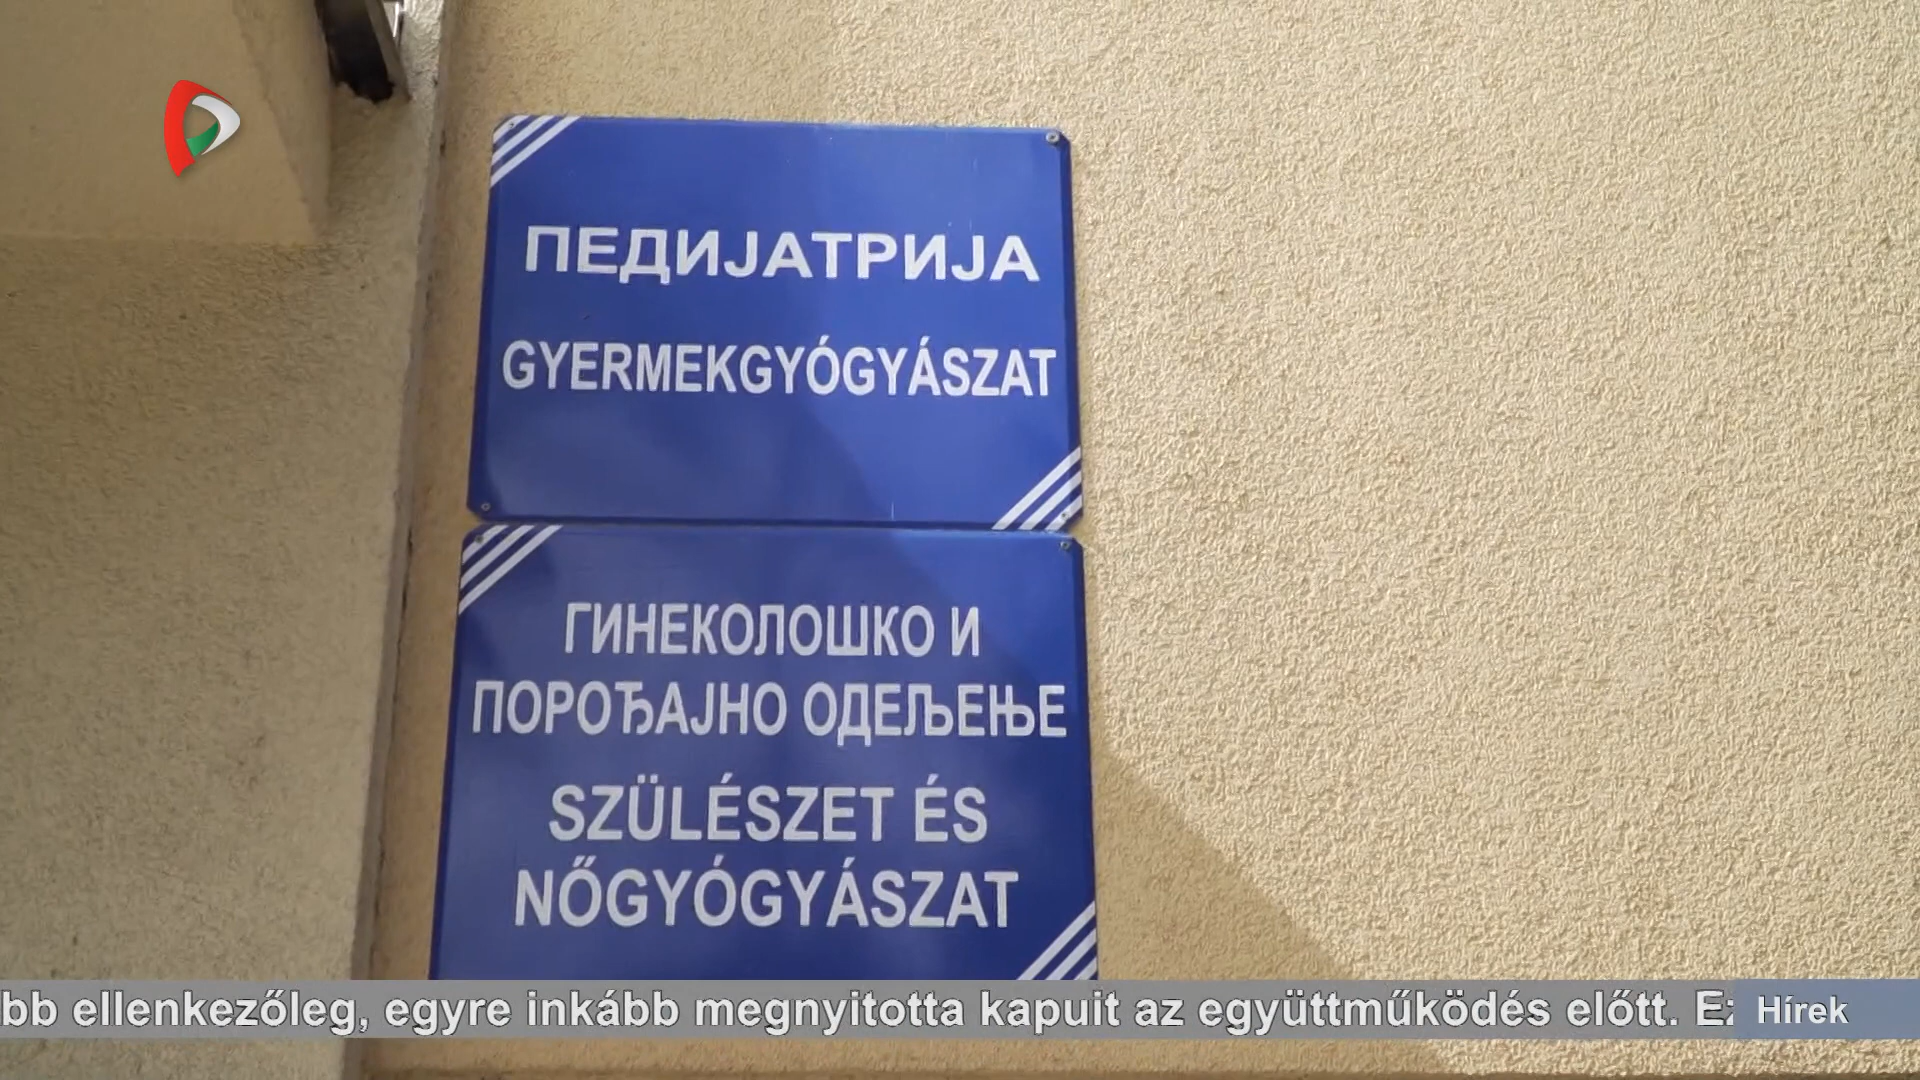 ПЕДИЈАТРИЈА
GYERMEKGYÓGYÁSZAT
ГИНЕКОЛОШКО И
ПОРОЂАЈНО ОДЕЉЕЊЕ
SZÜLÉSZET ÉS
NŐGYÓGYÁSZAT
ellenkezőleg, egyre inkább megnyitotta kapuit az együttműködés előtt.
Hírek